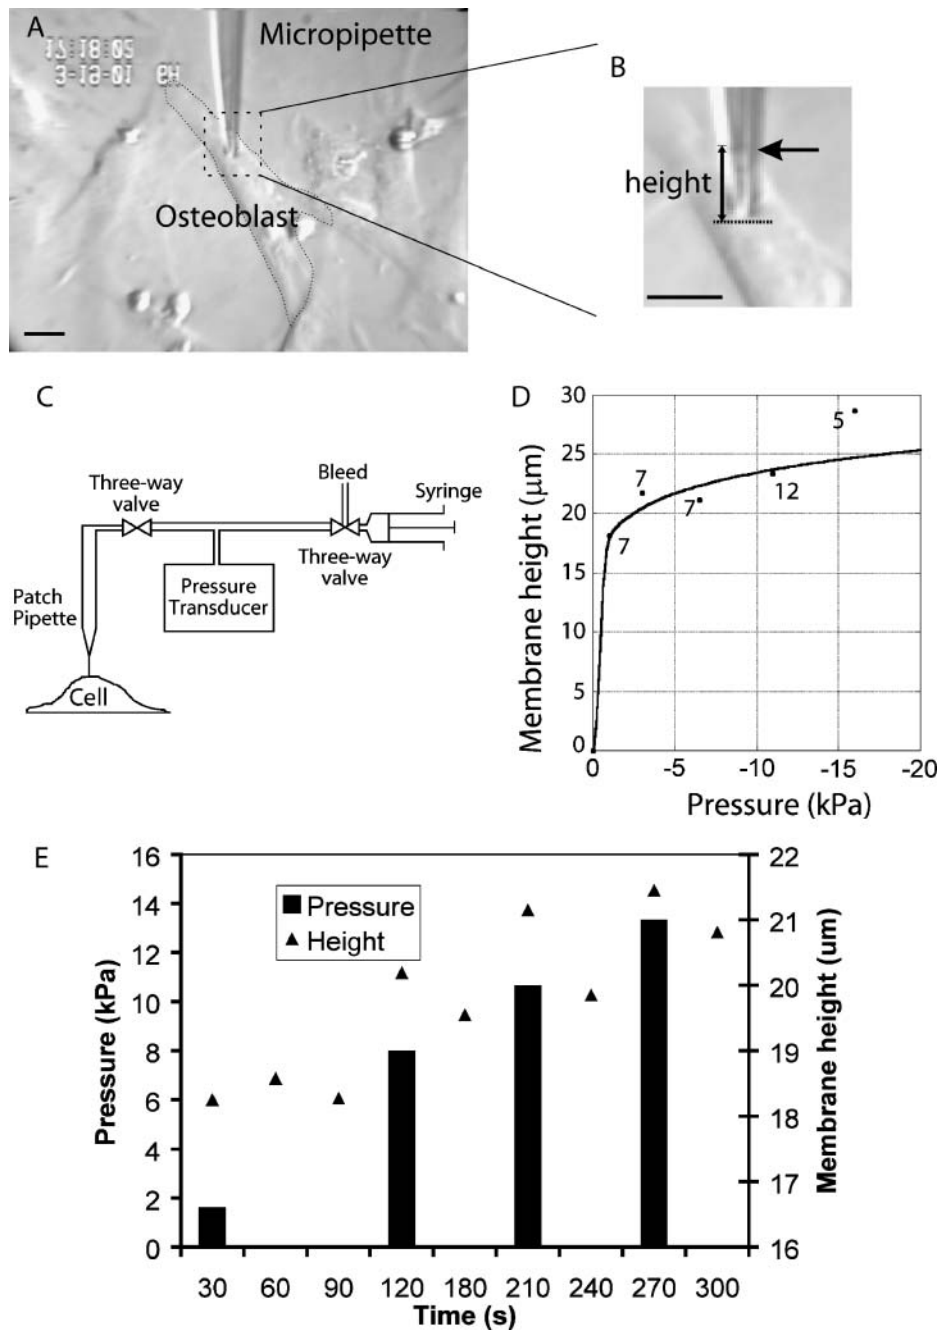 A
Micropipette
Osteoblast
B
height
C
Three-way
valve
Bleed
Syringe
Three-way
valve
Patch
Pipette
Pressure
Transducer
Cell
D
Membrane height (μm)
30
25
20
15
10
5
0
7
7
7
12
5
0 -5 -10 -15 -20
Pressure (kPa)
E
Pressure (kPa)
16
14
12
10
8
6
4
2
0
Pressure
Height
22
21
20
19
18
17
16
Membrane height (um)
30 60 90 120 180 210 240 270 300
Time (s)